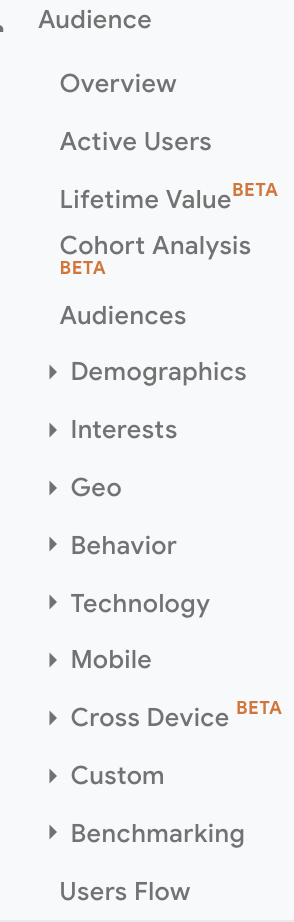 Audience
Overview
Active Users
Lifetime Value BETA
Cohort Analysis
BETA
Audiences
Demographics
Interests
Geo
Behavior
Technology
Mobile
Cross Device BETA
Custom
Benchmarking
Users Flow